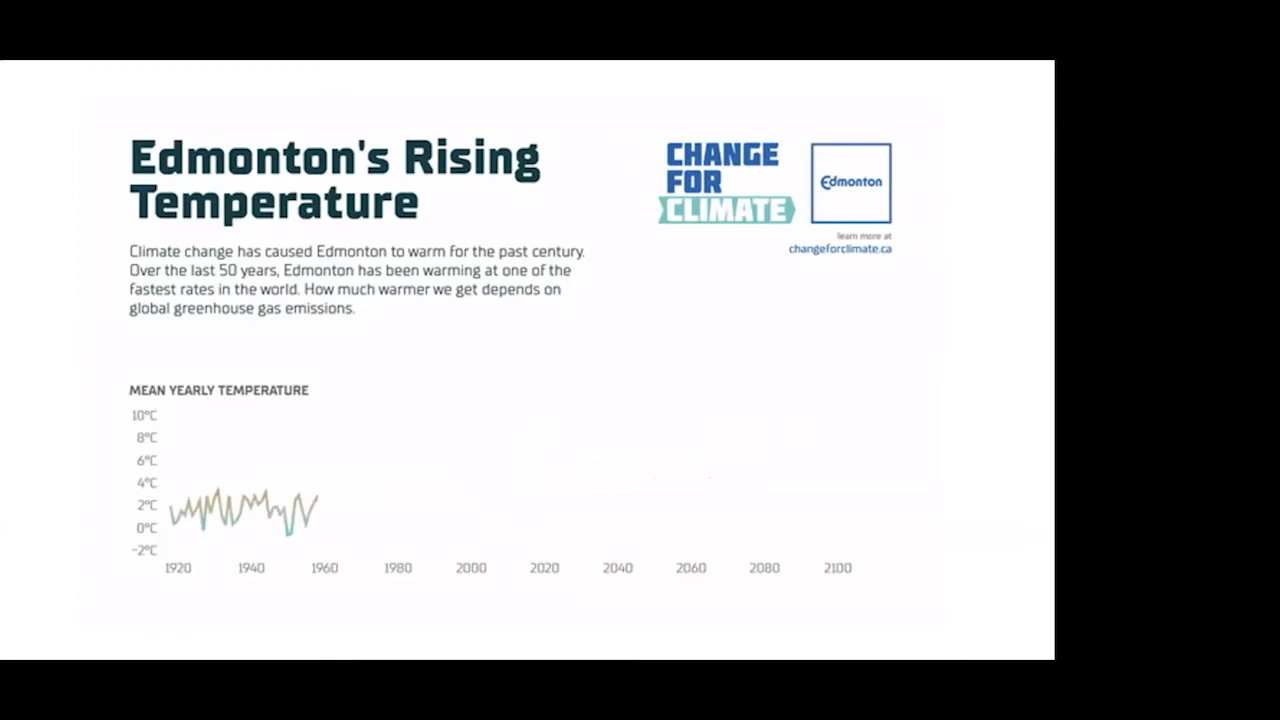 Edmonton's Rising
Temperature
CHANGE
FOR
CLIMATE
Edmonton
learn more at
changeforclimate.ca
Climate change has caused Edmonton to warm for the past century.
Over the last 50 years, Edmonton has been warming at one of the
fastest rates in the world. How much warmer we get depends on
global greenhouse gas emissions.
MEAN YEARLY TEMPERATURE
10°C
8°C
6°C
4°C
2°C
0°C
-2°C
1920 1940 1960 1980 2000 2020 2040 2060 2080 2100